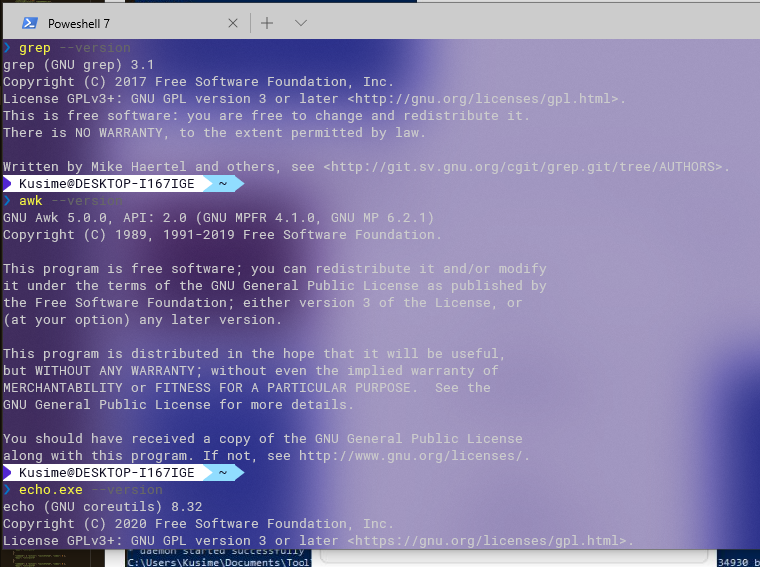 Poweshell 7
❯ grep --version
grep (GNU grep) 3.1
Copyright (C) 2017 Free Software Foundation, Inc.
License GPLv3+: GNU GPL version 3 or later <http://gnu.org/licenses/gpl.html>.
This is free software: you are free to change and redistribute it.
There is NO WARRANTY, to the extent permitted by law.
Written by Mike Haertel and others, see <http://git.sv.gnu.org/cgit/grep.git/tree/AUTHORS>.
Kusime@DESKTOP-I167IGE ~
❯ awk --version
GNU Awk 5.0.0, API: 2.0 (GNU MPFR 4.1.0, GNU MP 6.2.1)
Copyright (C) 1989, 1991-2019 Free Software Foundation.
This program is free software; you can redistribute it and/or modify
it under the terms of the GNU General Public License as published by
the Free Software Foundation; either version 3 of the License, or
(at your option) any later version.
This program is distributed in the hope that it will be useful,
but WITHOUT ANY WARRANTY; without even the implied warranty of
MERCHANTABILITY or FITNESS FOR A PARTICULAR PURPOSE.  See the
GNU General Public License for more details.
You should have received a copy of the GNU General Public License
along with this program. If not, see http://www.gnu.org/licenses/.
Kusime@DESKTOP-I167IGE ~
❯ echo.exe --version
echo (GNU coreutils) 8.32
Copyright (C) 2020 Free Software Foundation, Inc.
License GPLv3+: GNU GPL version 3 or later <https://gnu.org/licenses/gpl.html>.
* daemon started successfully
C:\Users\Kusime\Documents\Tool
34930 b